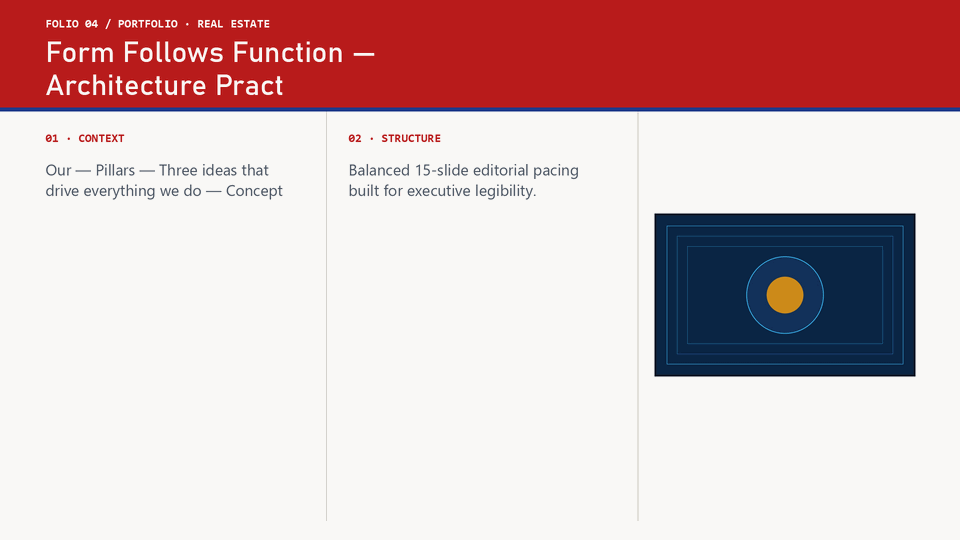 FOLIO 04 / PORTFOLIO · REAL ESTATE
Form Follows Function —
Architecture Pract
01 · CONTEXT
Our — Pillars — Three ideas that
drive everything we do — Concept
02 · STRUCTURE
Balanced 15-slide editorial pacing
built for executive legibility.